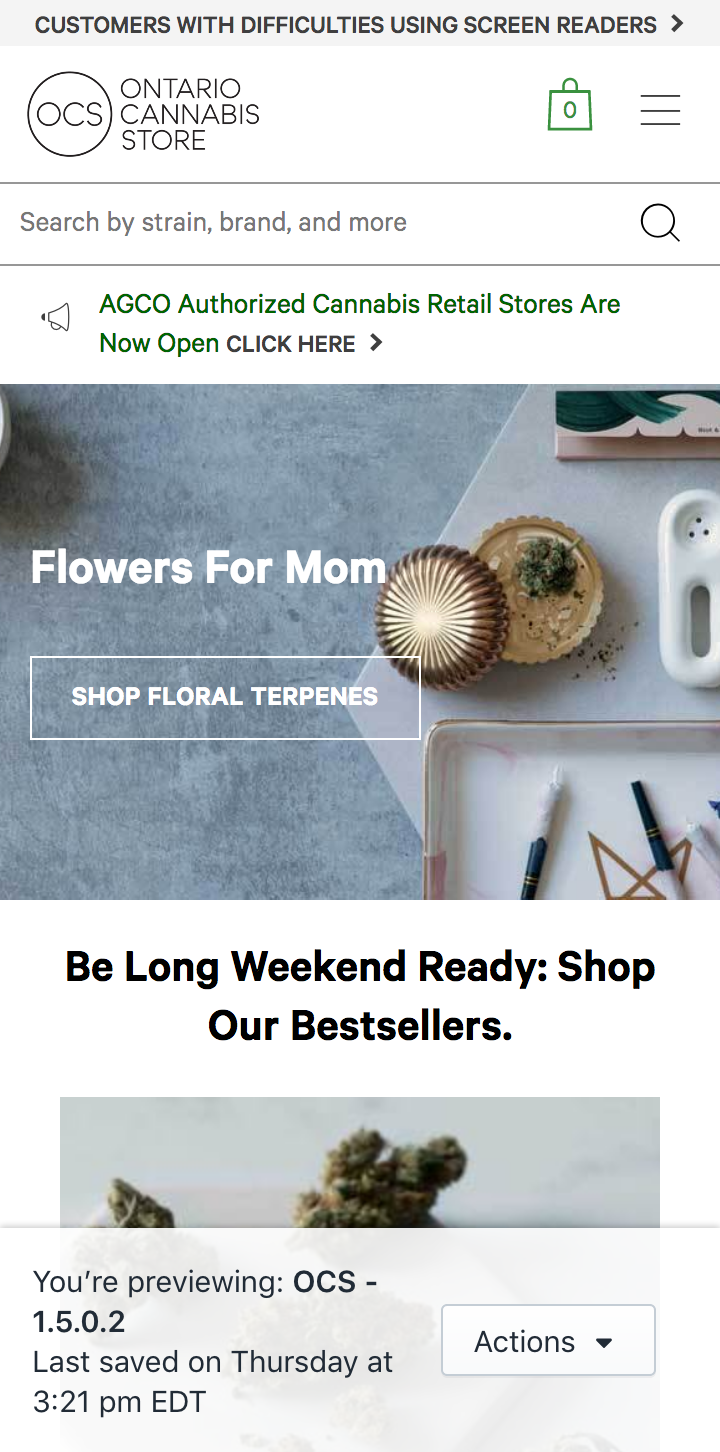 CUSTOMERS WITH DIFFICULTIES USING SCREEN READERS
OCS
ONTARIO
CANNABIS
STORE
0
Search by strain, brand, and more
AGCO Authorized Cannabis Retail Stores Are
Now Open CLICK HERE
Flowers For Mom
SHOP FLORAL TERPENES
Be Long Weekend Ready: Shop
Our Bestsellers.
You’re previewing: OCS -
1.5.0.2
Last saved on Thursday at
3:21 pm EDT
Actions